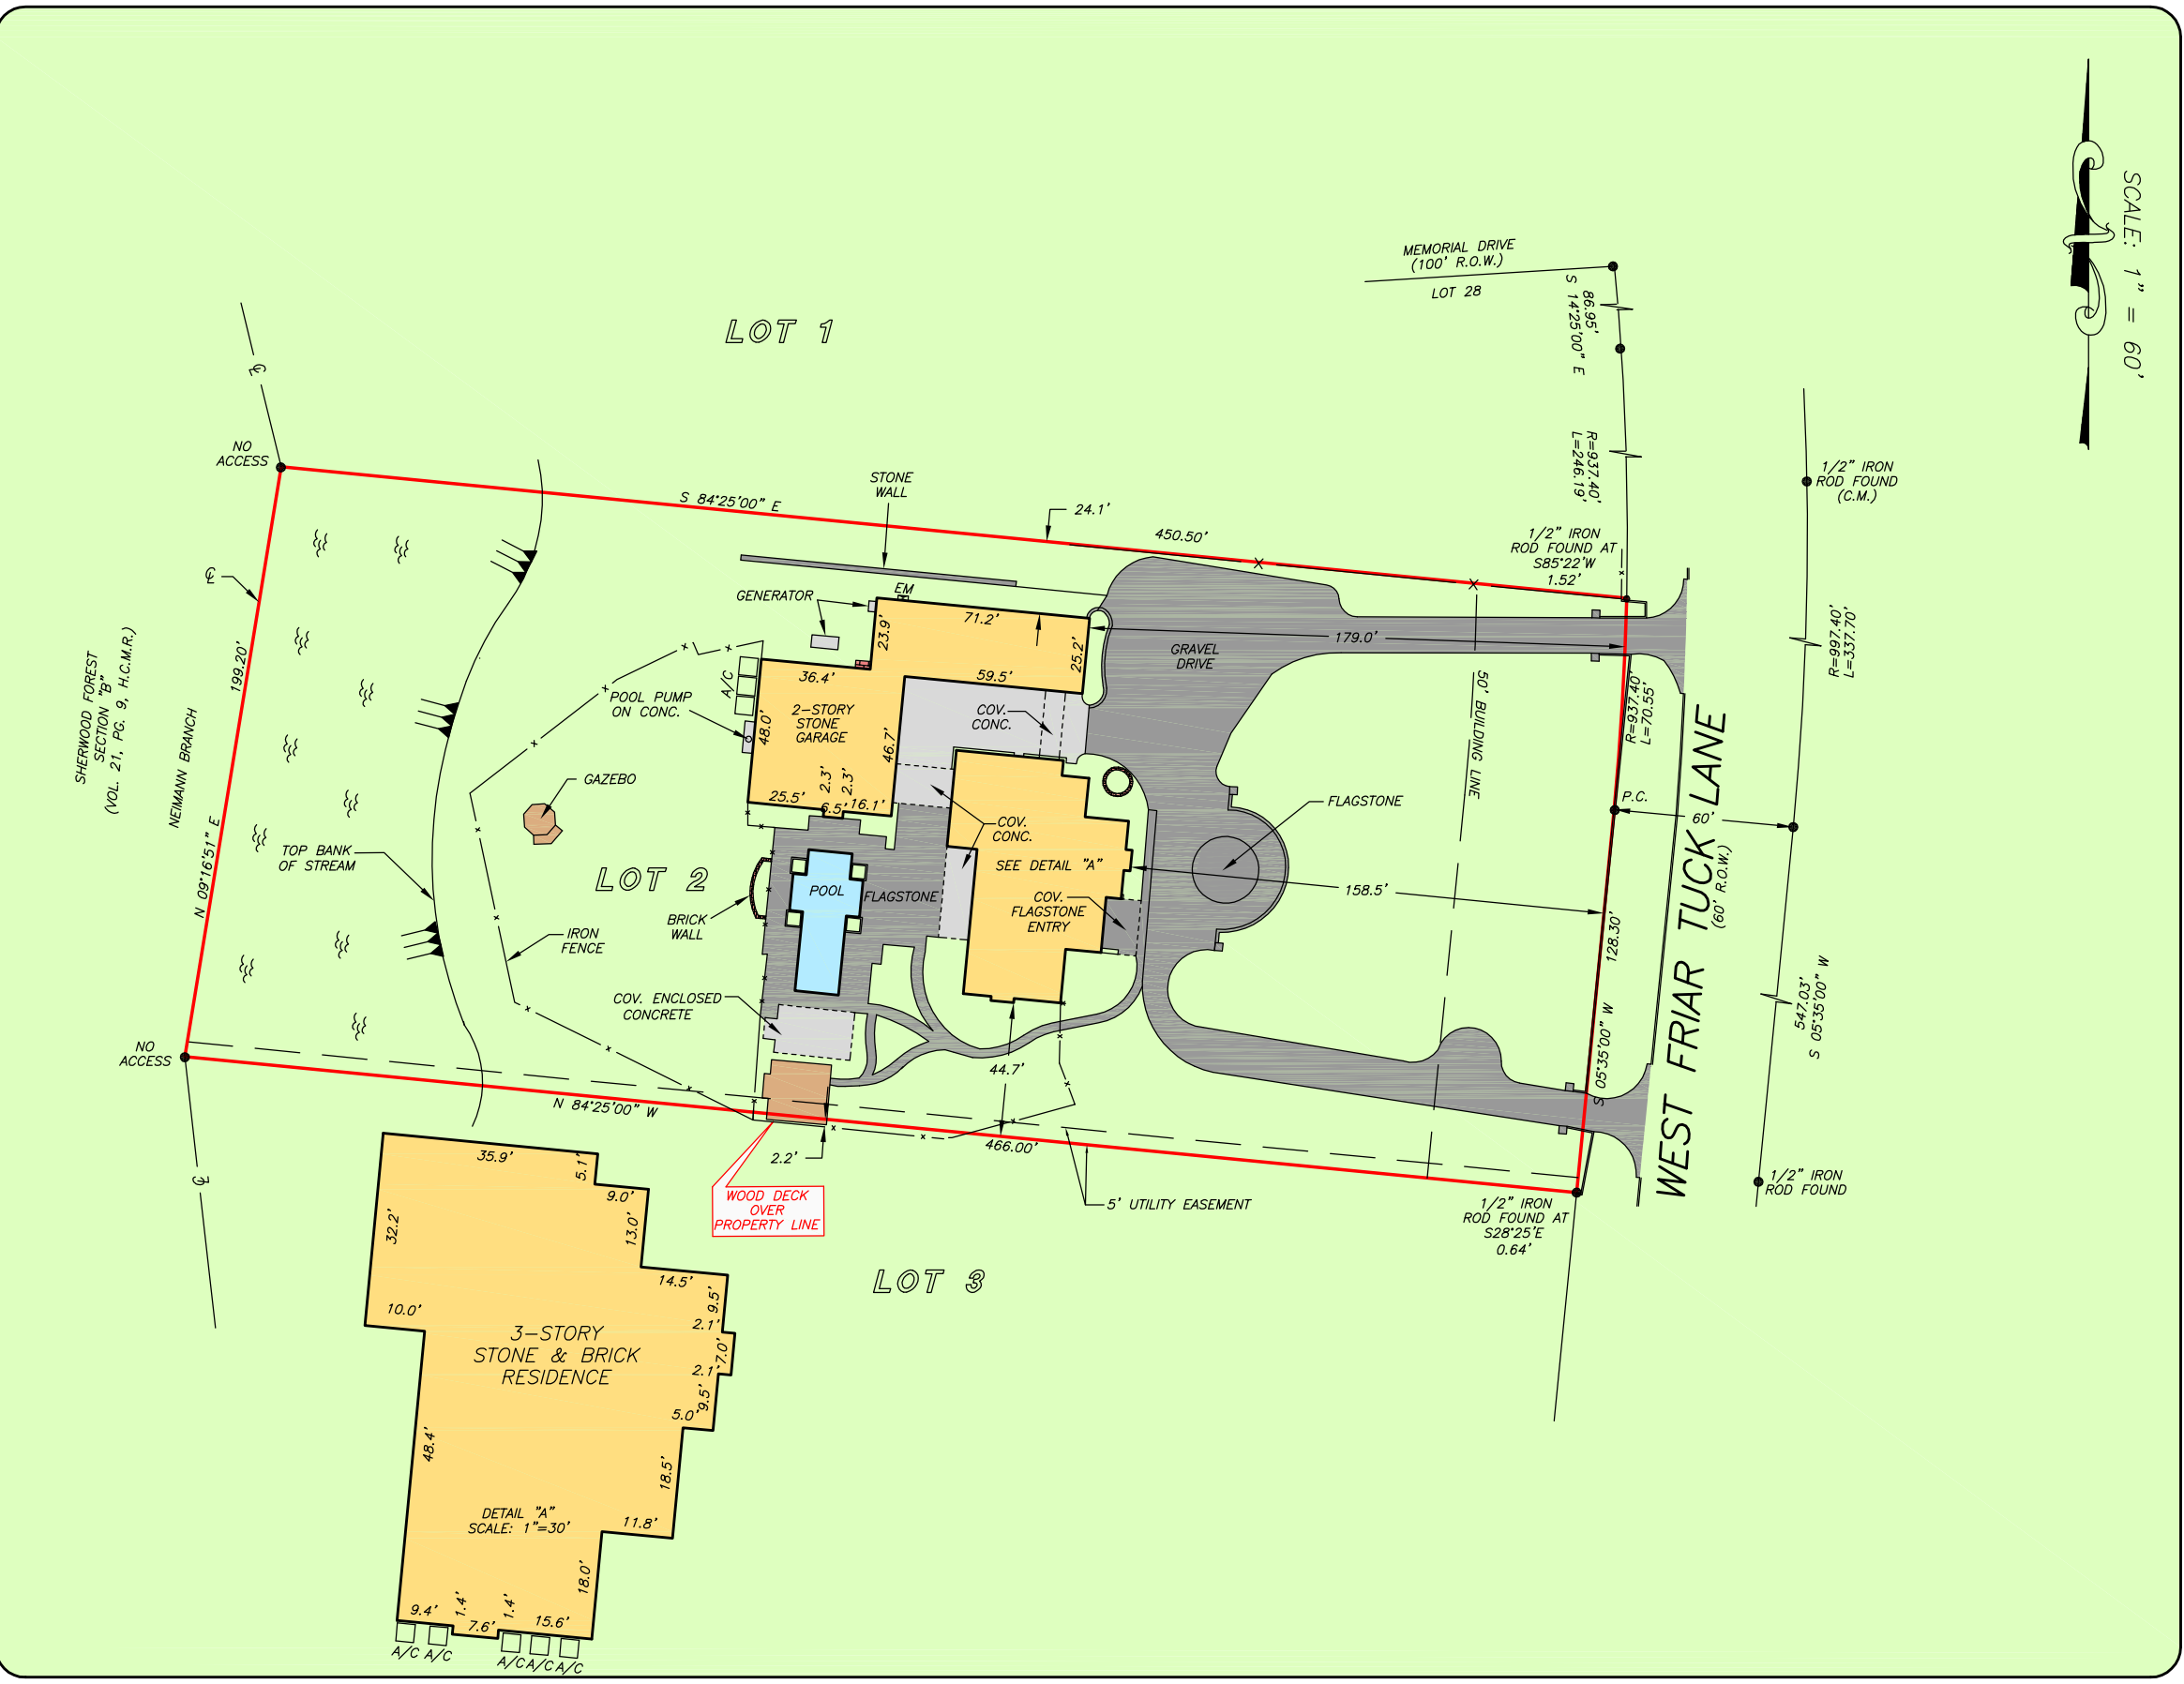 SCALE: 1" = 60'
MEMORIAL DRIVE
(100' R.O.W.)
LOT 28
86.95'
S 14°25'00" E
LOT 1
R=937.40'
L=246.19'
NO
ACCESS
1/2" IRON
ROD FOUND
(C.M.)
STONE
WALL
S 84°25'00" E
24.1'
450.50'
1/2" IRON
ROD FOUND AT
S85°22'W
1.52'
℄
℄
GENERATOR
EM
71.2'
23.9'
25.2'
179.0'
R=997.40'
L=337.70'
GRAVEL
DRIVE
SHERWOOD FOREST
SECTION "B"
(VOL. 21, PG. 9, H.C.M.R.)
199.20'
NEIMANN BRANCH
N 09°16'51" E
A/C
36.4'
59.5'
POOL PUMP
ON CONC.
48.0'
2-STORY
STONE
GARAGE
46.7'
COV.
CONC.
50' BUILDING LINE
R=937.40'
L=70.55'
GAZEBO
2.3'
2.3'
25.5'
6.5'
16.1'
FLAGSTONE
P.C.
60'
COV.
CONC.
TOP BANK
OF STREAM
LOT 2
POOL
FLAGSTONE
SEE DETAIL "A"
158.5'
COV.
FLAGSTONE
ENTRY
BRICK
WALL
IRON
FENCE
128.30'
S 05°35'00" W
WEST FRIAR TUCK LANE
(60' R.O.W.)
547.03'
S 05°35'00" W
COV. ENCLOSED
CONCRETE
NO
ACCESS
44.7'
N 84°25'00" W
466.00'
2.2'
WOOD DECK
OVER
PROPERTY LINE
5' UTILITY EASEMENT
1/2" IRON
ROD FOUND AT
S28°25'E
0.64'
1/2" IRON
ROD FOUND
℄
LOT 3
35.9'
5.1'
9.0'
32.2'
13.0'
14.5'
9.5'
10.0'
2.1'
3-STORY
STONE & BRICK
RESIDENCE
7.0'
2.1'
9.5'
5.0'
48.4'
18.5'
DETAIL "A"
SCALE: 1"=30'
11.8'
18.0'
9.4'
1.4'
7.6'
1.4'
15.6'
A/C
A/C
A/C
A/C
A/C